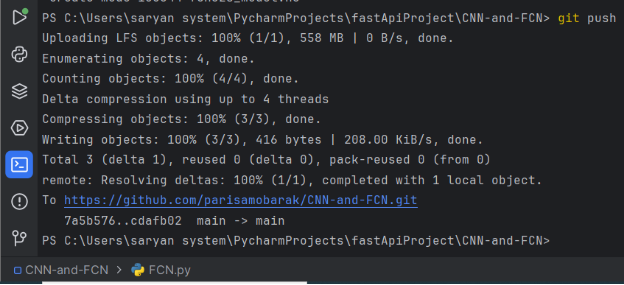 PS C:\Users\saryan system\PycharmProjects\fastApiProject\CNN-and-FCN> git push
Uploading LFS objects: 100% (1/1), 558 MB | 0 B/s, done.
Enumerating objects: 4, done.
Counting objects: 100% (4/4), done.
Delta compression using up to 4 threads
Compressing objects: 100% (3/3), done.
Writing objects: 100% (3/3), 416 bytes | 208.00 KiB/s, done.
Total 3 (delta 1), reused 0 (delta 0), pack-reused 0 (from 0)
remote: Resolving deltas: 100% (1/1), completed with 1 local object.
To https://github.com/parisamobarak/CNN-and-FCN.git
7a5b576..cdafb02 main -> main
PS C:\Users\saryan system\PycharmProjects\fastApiProject\CNN-and-FCN>
CNN-and-FCN > FCN.py